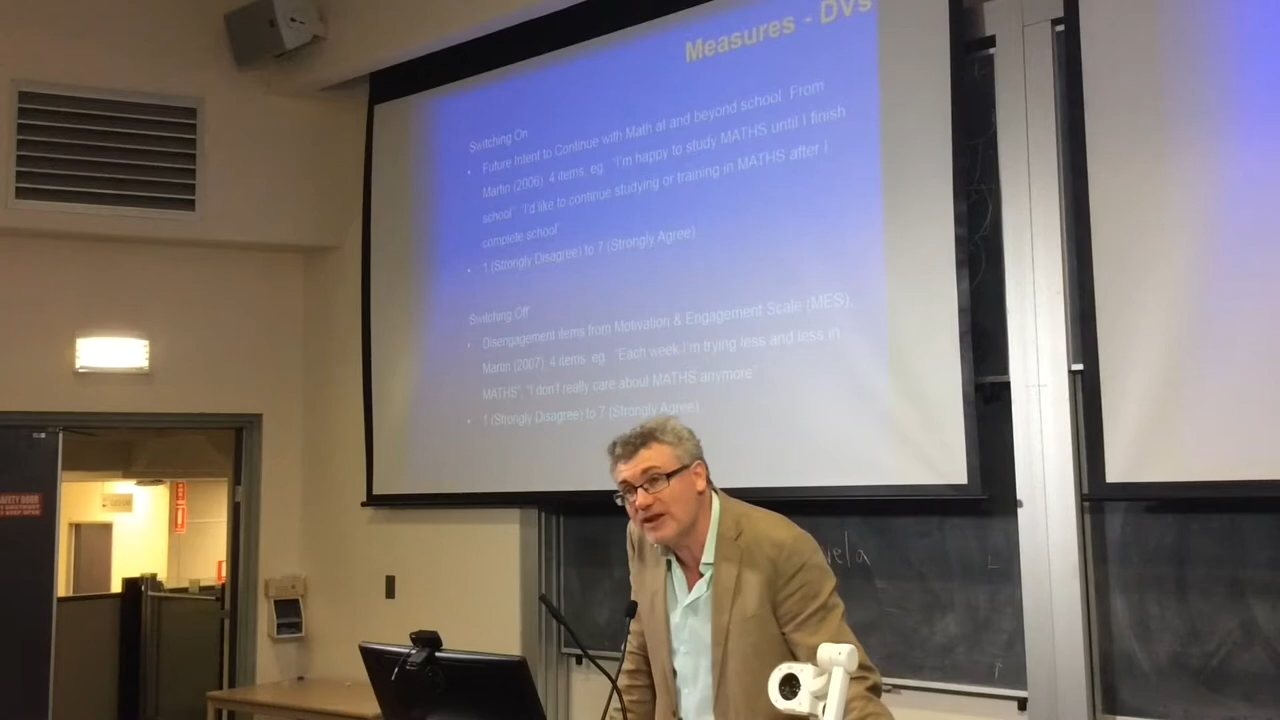 Measures - DVs
Switching On
• Future Intent to Continue with Math at and beyond school. From
Martin (2006). 4 items. eg. "I'm happy to study MATHS until I finish
school"; "I'd like to continue studying or training in MATHS after I
complete school"
• 1 (Strongly Disagree) to 7 (Strongly Agree)
Switching Off
• Disengagement items from Motivation & Engagement Scale (MES),
Martin (2007). 4 items. eg. "Each week I'm trying less and less in
MATHS"; "I don't really care about MATHS anymore"
• 1 (Strongly Disagree) to 7 (Strongly Agree)
SAFETY DOOR